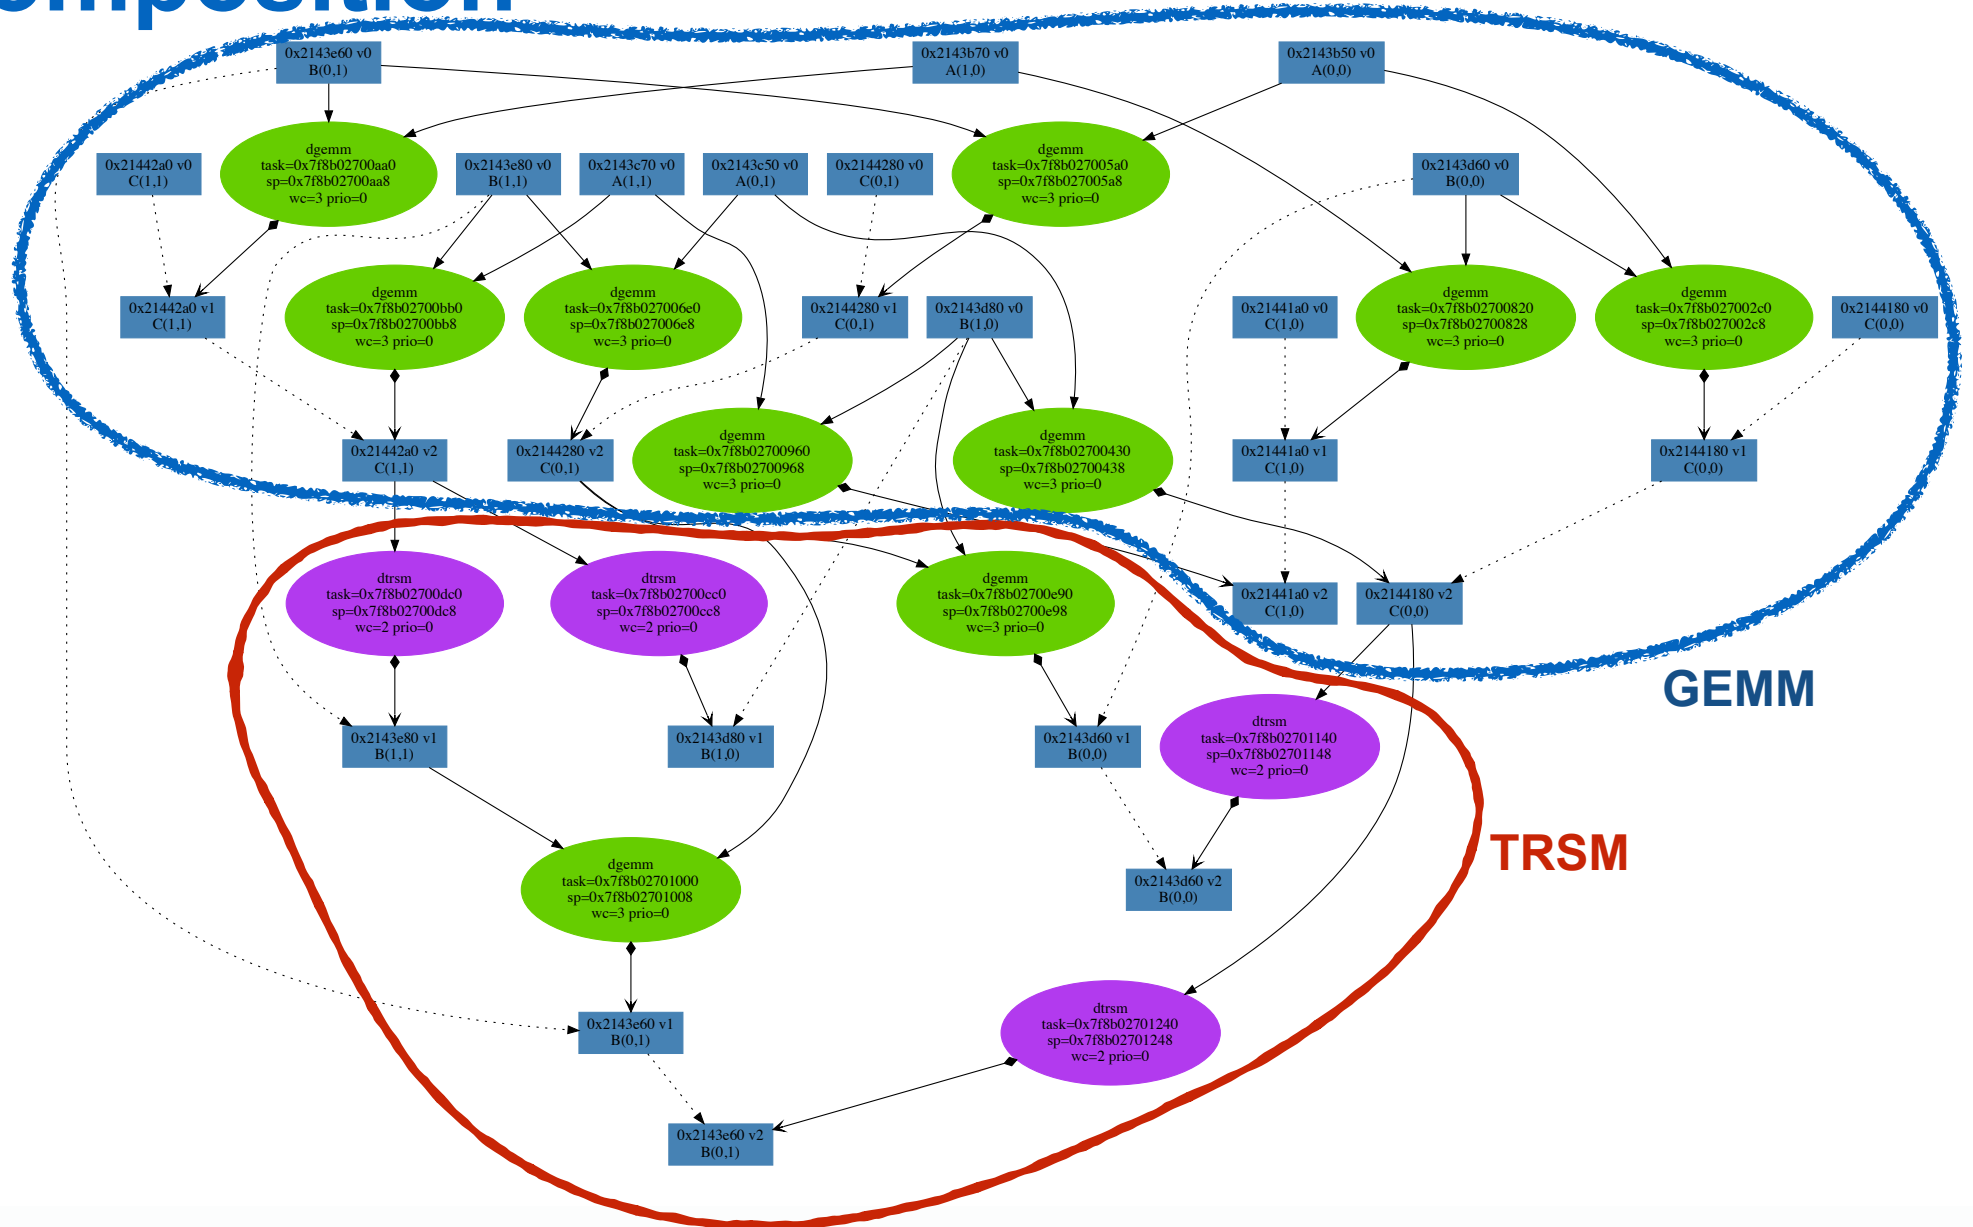 omposition
0x2143e60 v0
B(0,1)
0x2143b70 v0
A(1,0)
0x2143b50 v0
A(0,0)
0x21442a0 v0
C(1,1)
dgemm
task=0x7f8b02700aa0
sp=0x7f8b02700aa8
wc=3 prio=0
0x2143e80 v0
B(1,1)
0x2143c70 v0
A(1,1)
0x2143c50 v0
A(0,1)
0x2144280 v0
C(0,1)
dgemm
task=0x7f8b027005a0
sp=0x7f8b027005a8
wc=3 prio=0
0x2143d60 v0
B(0,0)
0x21442a0 v1
C(1,1)
dgemm
task=0x7f8b02700bb0
sp=0x7f8b02700bb8
wc=3 prio=0
dgemm
task=0x7f8b027006e0
sp=0x7f8b027006e8
wc=3 prio=0
0x2144280 v1
C(0,1)
0x2143d80 v0
B(1,0)
0x21441a0 v0
C(1,0)
dgemm
task=0x7f8b02700820
sp=0x7f8b02700828
wc=3 prio=0
dgemm
task=0x7f8b027002c0
sp=0x7f8b027002c8
wc=3 prio=0
0x2144180 v0
C(0,0)
0x21442a0 v2
C(1,1)
0x2144280 v2
C(0,1)
dgemm
task=0x7f8b02700960
sp=0x7f8b02700968
wc=3 prio=0
dgemm
task=0x7f8b02700430
sp=0x7f8b02700438
wc=3 prio=0
0x21441a0 v1
C(1,0)
0x2144180 v1
C(0,0)
dtrsm
task=0x7f8b02700dc0
sp=0x7f8b02700dc8
wc=2 prio=0
dtrsm
task=0x7f8b02700cc0
sp=0x7f8b02700cc8
wc=2 prio=0
dgemm
task=0x7f8b02700e90
sp=0x7f8b02700e98
wc=3 prio=0
0x21441a0 v2
C(1,0)
0x2144180 v2
C(0,0)
GEMM
0x2143e80 v1
B(1,1)
0x2143d80 v1
B(1,0)
0x2143d60 v1
B(0,0)
dtrsm
task=0x7f8b02701140
sp=0x7f8b02701148
wc=2 prio=0
TRSM
dgemm
task=0x7f8b02701000
sp=0x7f8b02701008
wc=3 prio=0
0x2143d60 v2
B(0,0)
0x2143e60 v1
B(0,1)
dtrsm
task=0x7f8b02701240
sp=0x7f8b02701248
wc=2 prio=0
0x2143e60 v2
B(0,1)